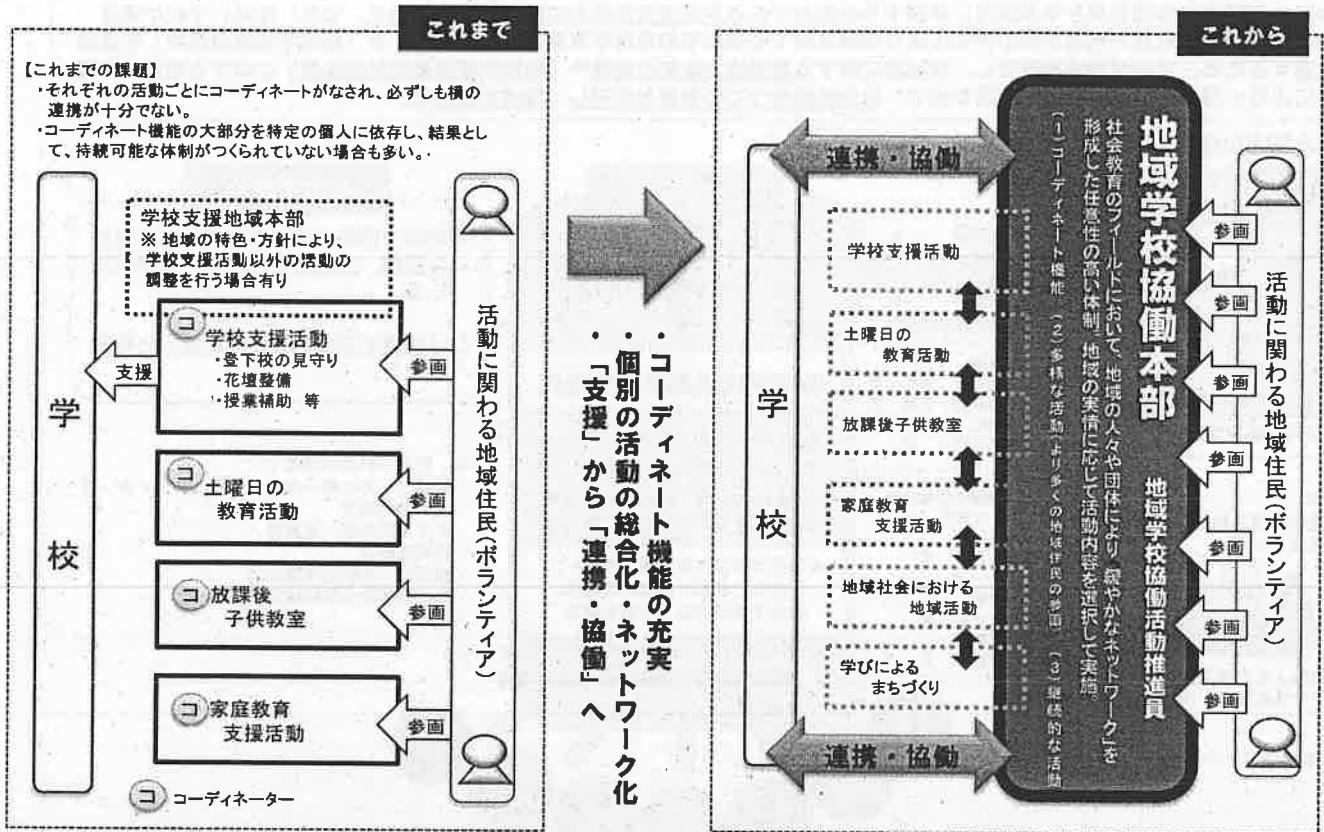 これまで
【これまでの課題】
・それぞれの活動ごとにコーディネートがなされ、必ずしも横の
連携が十分でない。
・コーディネート機能の大部分を特定の個人に依存し、結果とし
て、持続可能な体制がつくられていない場合も多い。
学校支援地域本部
※ 地域の特色・方針により、
学校支援活動以外の活動の
調整を行う場合有り
学校
支援
コ 学校支援活動
・登下校の見守り
・花壇整備
・授業補助 等
参画
コ 土曜日の
教育活動
参画
コ 放課後
子供教室
参画
コ 家庭教育
支援活動
参画
活動に関わる地域住民(ボランティア)
コ コーディネーター
・コーディネート機能の充実
・個別の活動の総合化・ネットワーク化
・「支援」から「連携・協働」へ
これから
学校
連携・協働
学校支援活動
土曜日の
教育活動
放課後子供教室
家庭教育
支援活動
地域社会における
地域活動
学びによる
まちづくり
連携・協働
地域学校協働本部 地域学校協働活動推進員
社会教育のフィールドにおいて、地域の人々や団体により「緩やかなネットワーク」を
形成した任意性の高い体制。地域の実情に応じて活動内容を選択して実施。
(1)コーディネート機能 (2)多様な活動(より多くの地域住民の参画) (3)継続的な活動
参画
参画
参画
参画
参画
参画
参画
活動に関わる地域住民(ボランティア)